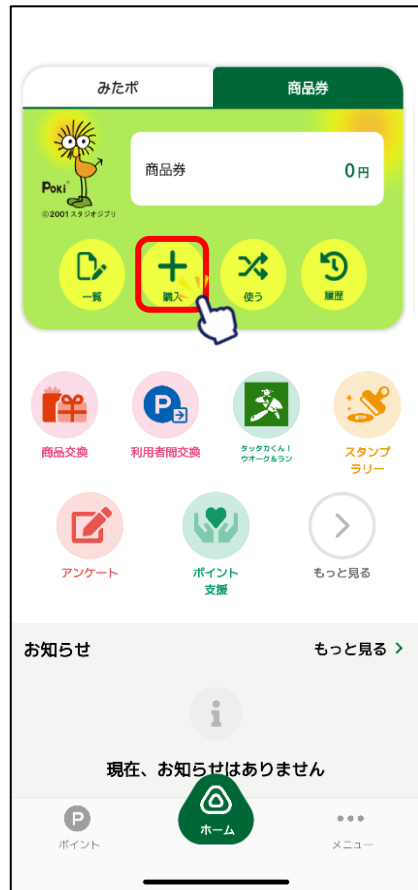 みたポ
商品券
商品券
0円
Poki
©2001スタジオジブリ
一覧
購入
使う
履歴
商品交換
利用者間交換
タッタカくん！
ウオーク&ラン
スタンプ
ラリー
アンケート
ポイント
支援
もっと見る
お知らせ
もっと見る
現在、お知らせはありません
ポイント
ホーム
メニュー